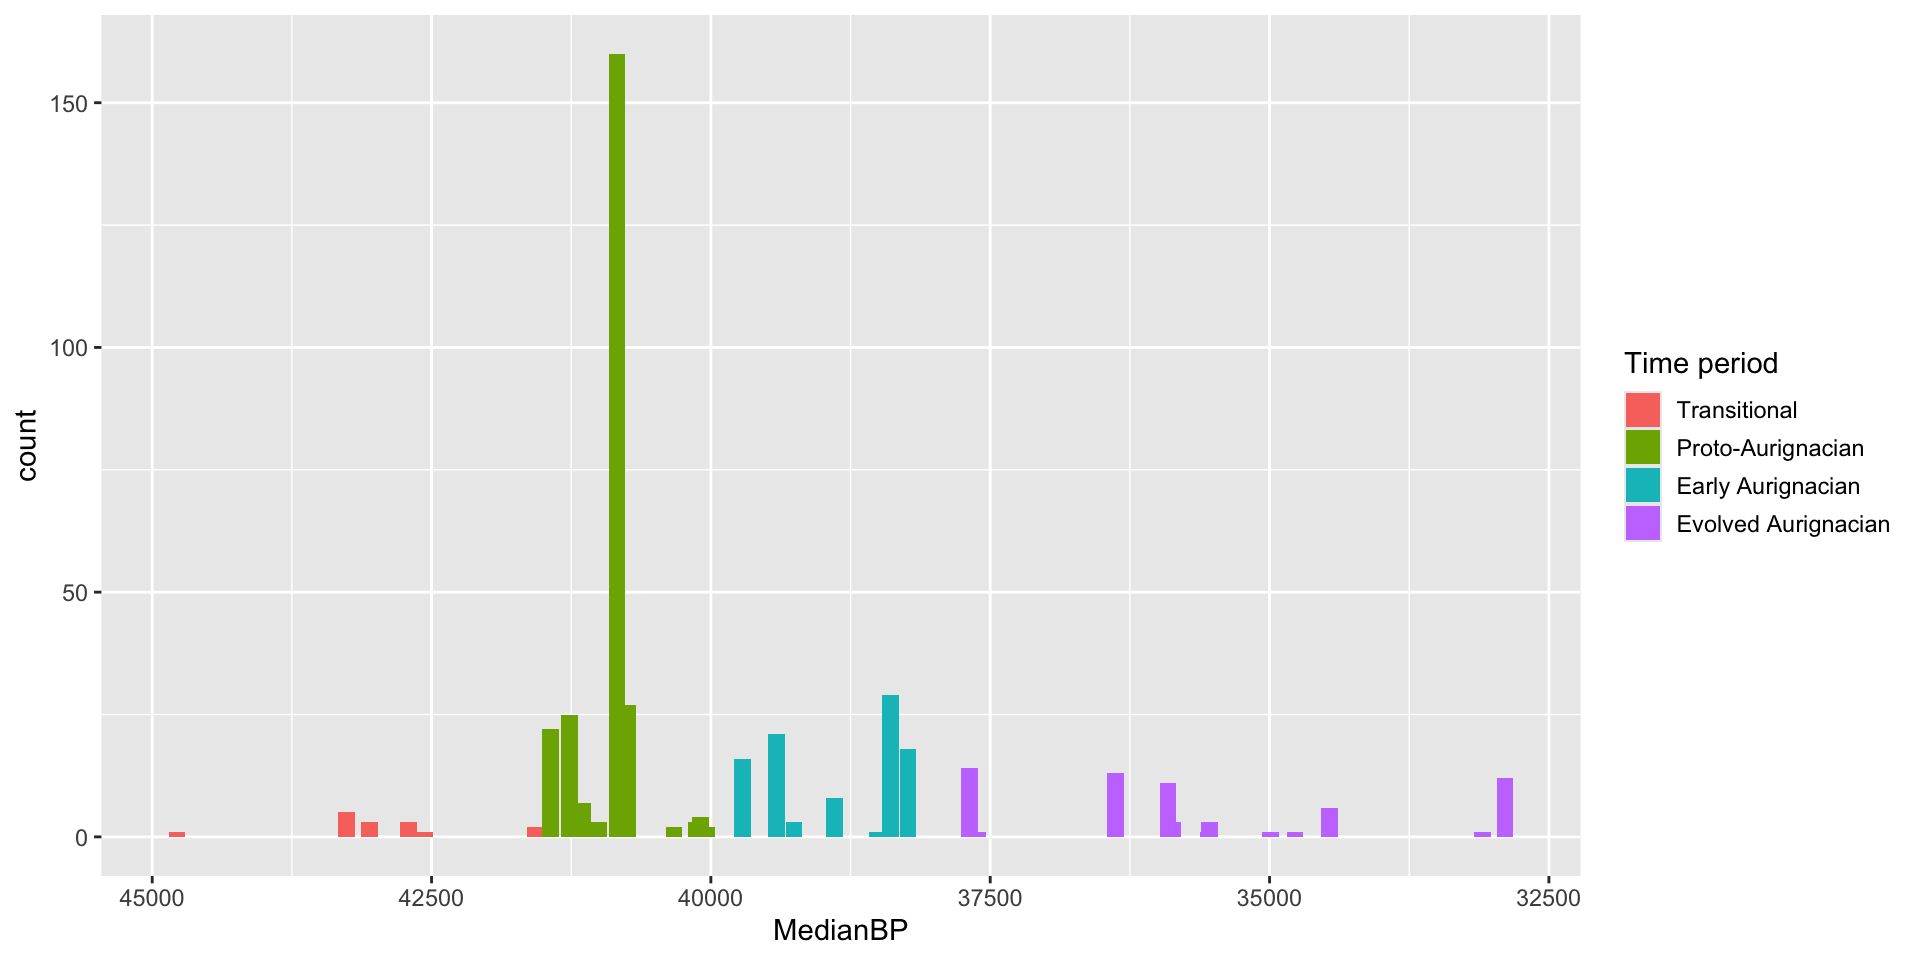 150
100
50
0
count
45000 42500 40000 37500 35000 32500
MedianBP
Time period
Transitional
Proto-Aurignacian
Early Aurignacian
Evolved Aurignacian